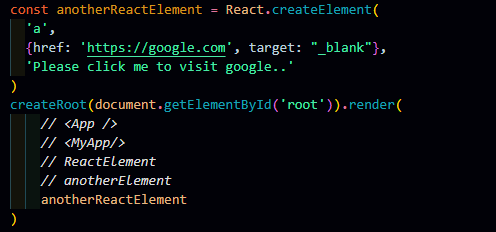 const anotherReactElement = React.createElement(
'a',
{href: 'https://google.com', target: "_blank"},
'Please click me to visit google..'
)
createRoot(document.getElementById('root')).render(
// <App />
// <MyApp/>
// ReactElement
// anotherElement
anotherReactElement
)